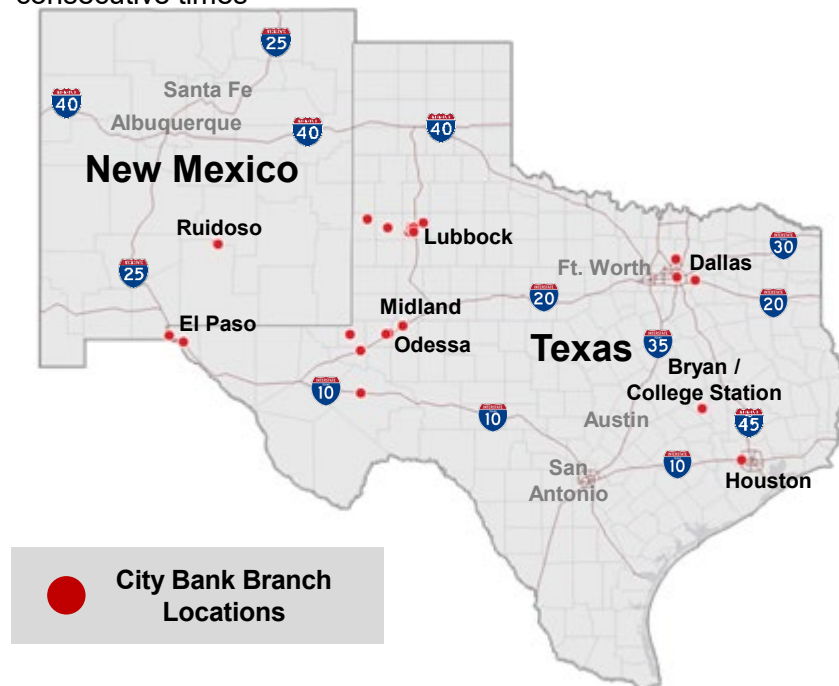 consecutive times
25
Santa Fe
40
Albuquerque
40
40
New Mexico
Ruidoso
Lubbock
30
Dallas
Ft. Worth
25
20
20
Midland
El Paso
Odessa
Texas
35
Bryan /
College Station
10
10
Austin
45
10
San
Antonio
Houston
City Bank Branch
Locations